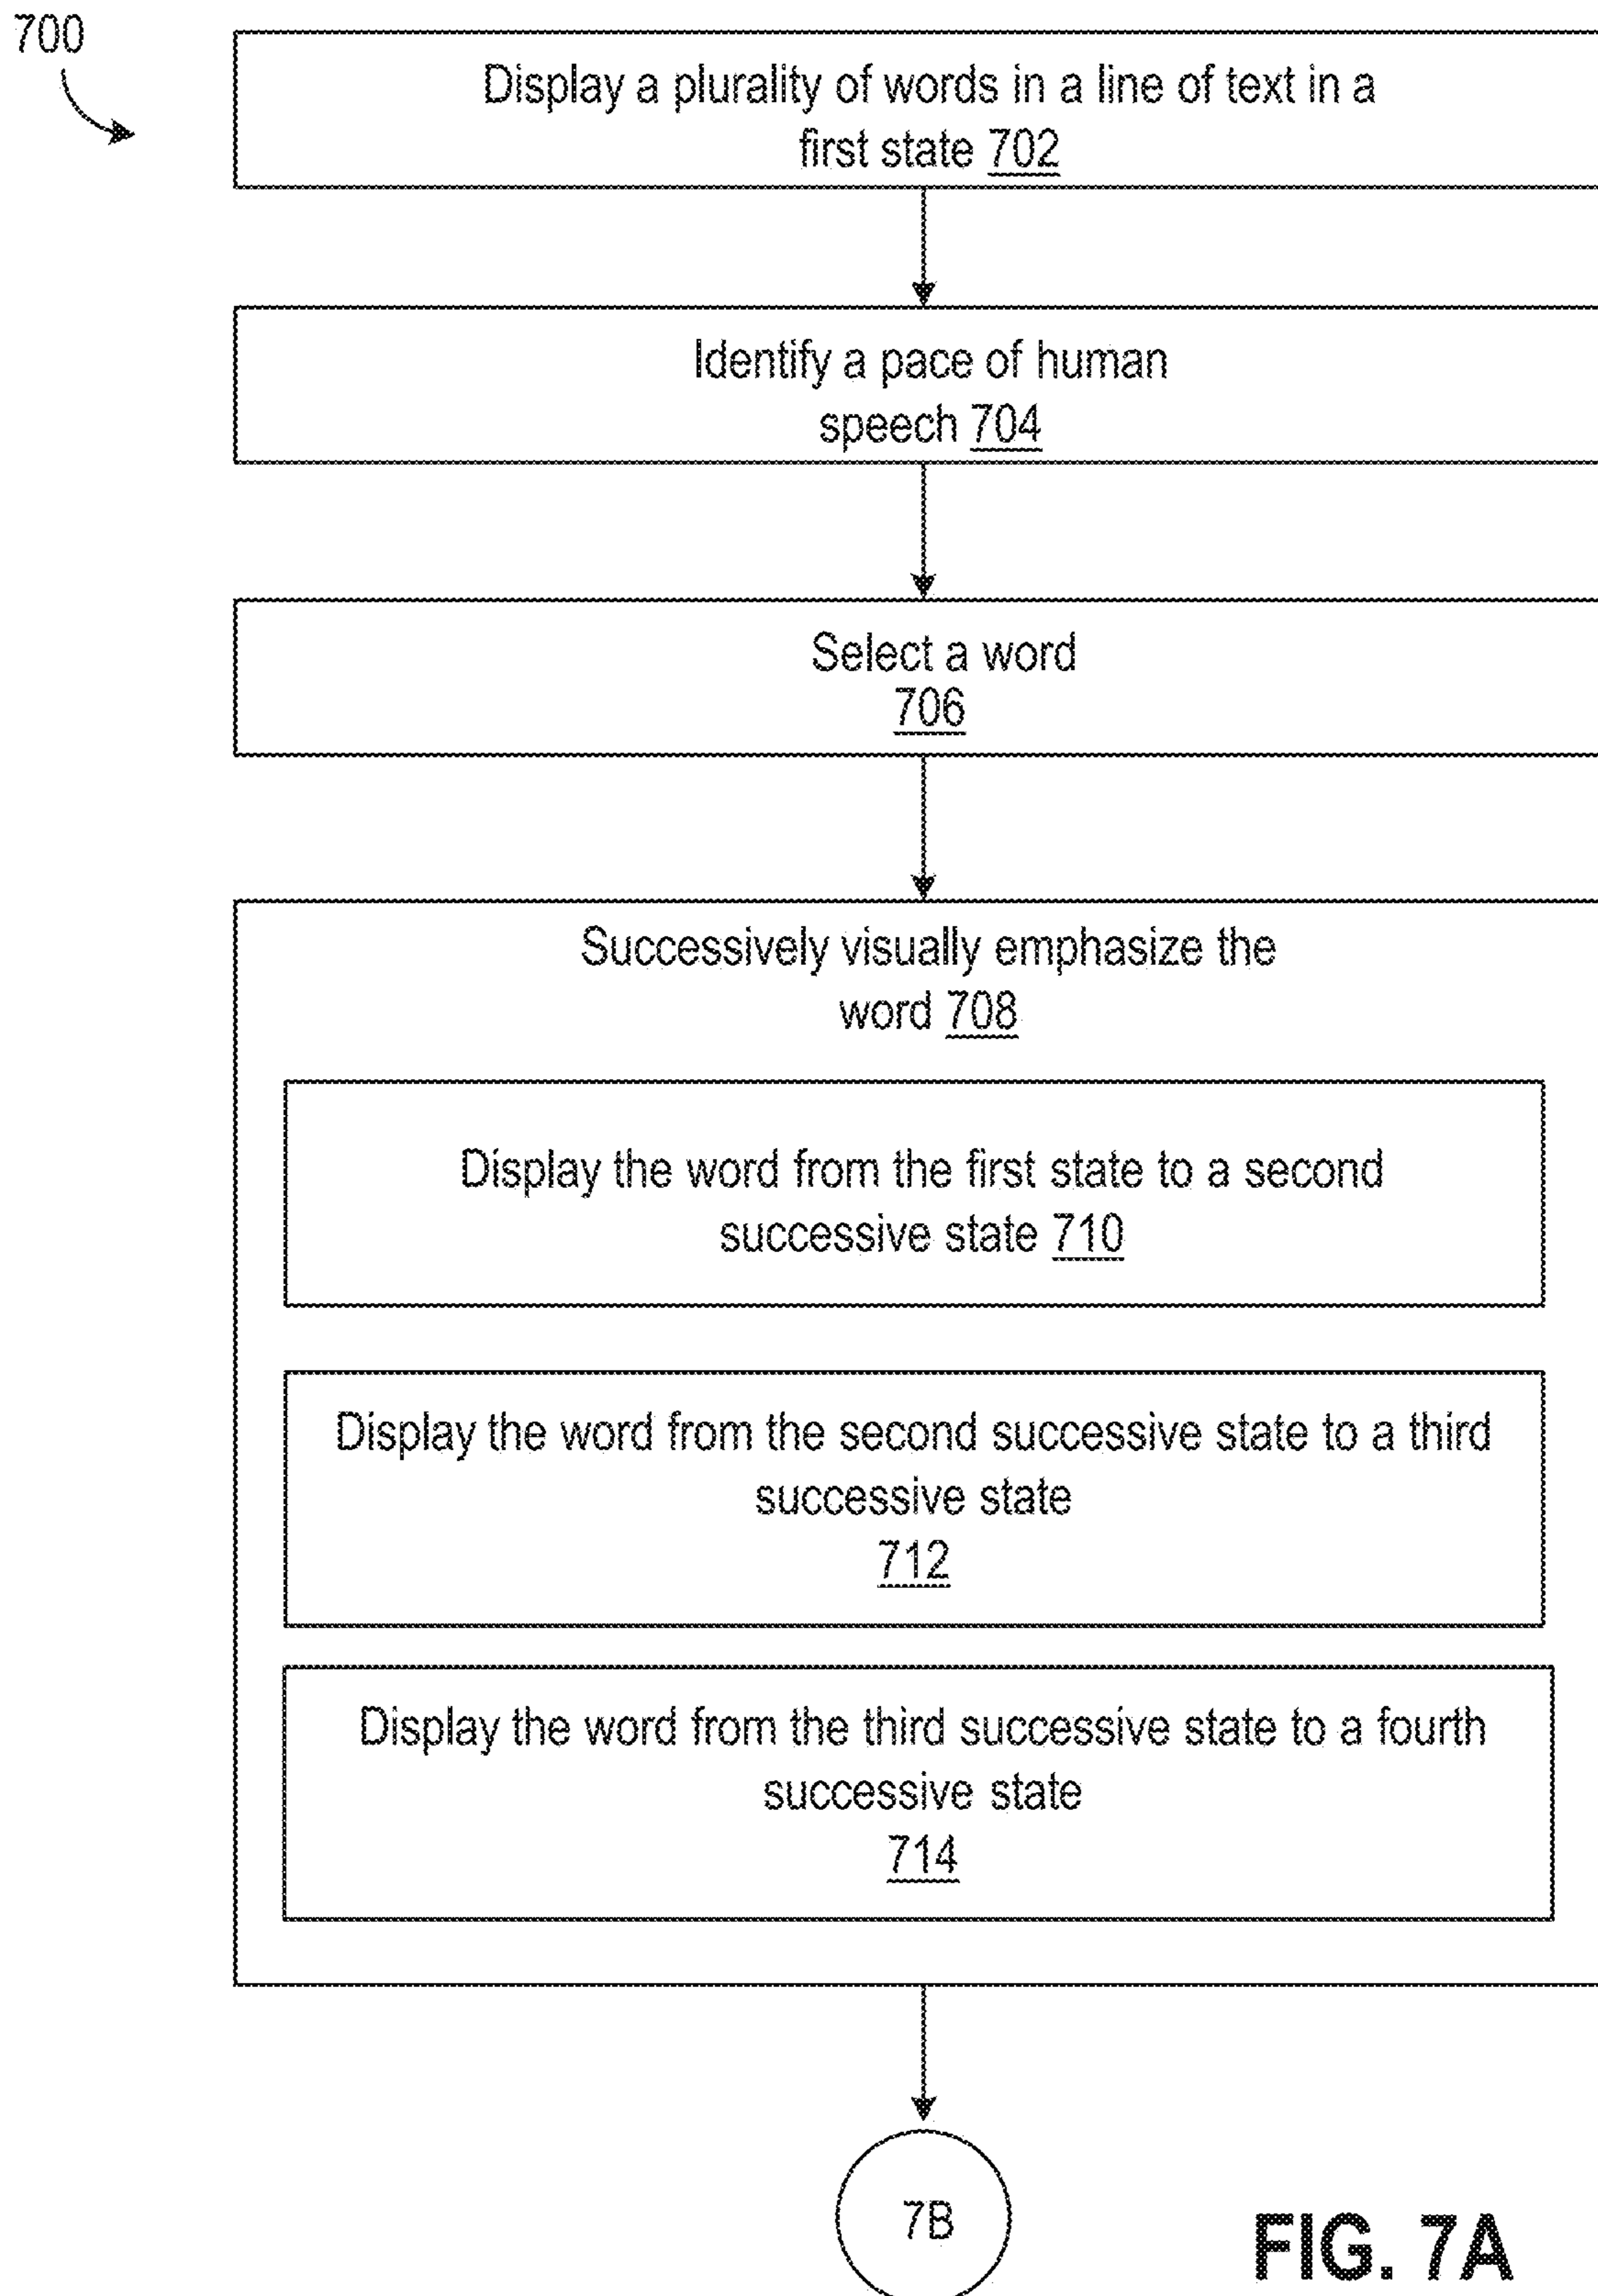 700
Display a plurality of words in a line of text in a
first state 702
Identify a pace of human
speech 704
Select a word
706
Successively visually emphasize the
word 708
Display the word from the first state to a second
successive state 710
Display the word from the second successive state to a third
successive state
712
Display the word from the third successive state to a fourth
successive state
714
7B
FIG. 7A